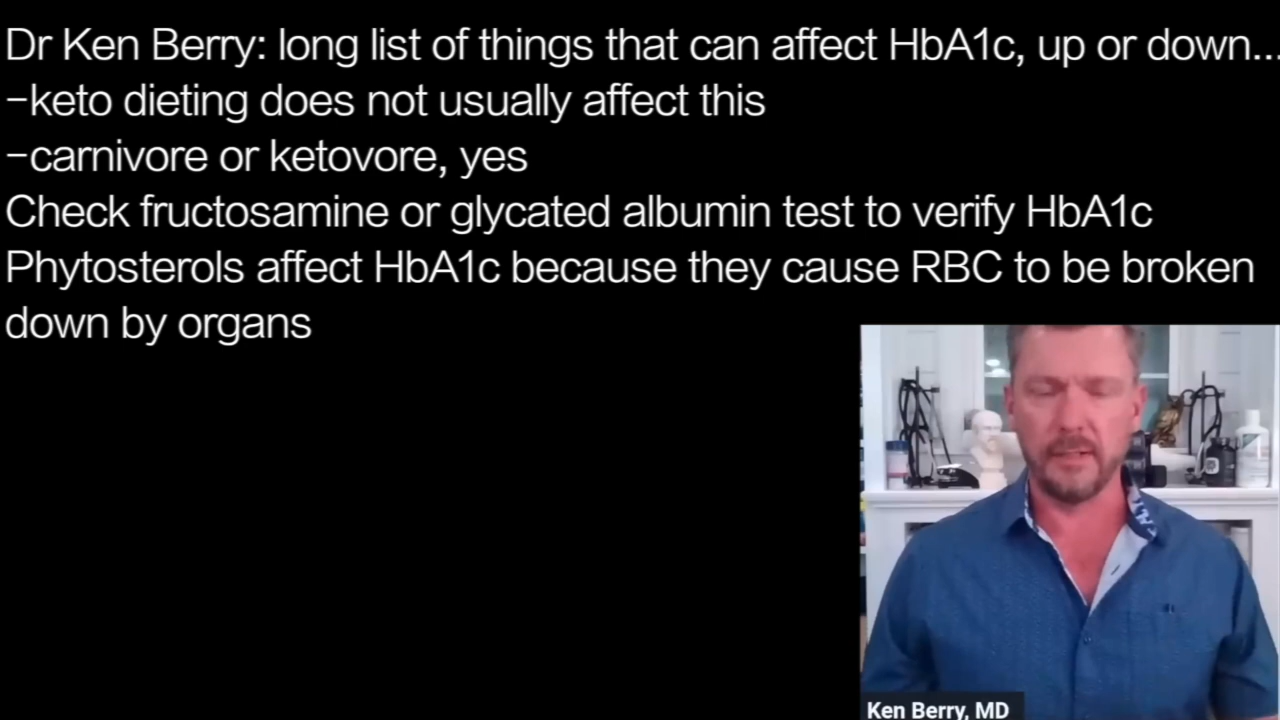 Dr Ken Berry: long list of things that can affect HbA1c, up or down...
-keto dieting does not usually affect this
-carnivore or ketovore, yes
Check fructosamine or glycated albumin test to verify HbA1c
Phytosterols affect HbA1c because they cause RBC to be broken
down by organs
Ken Berry, MD